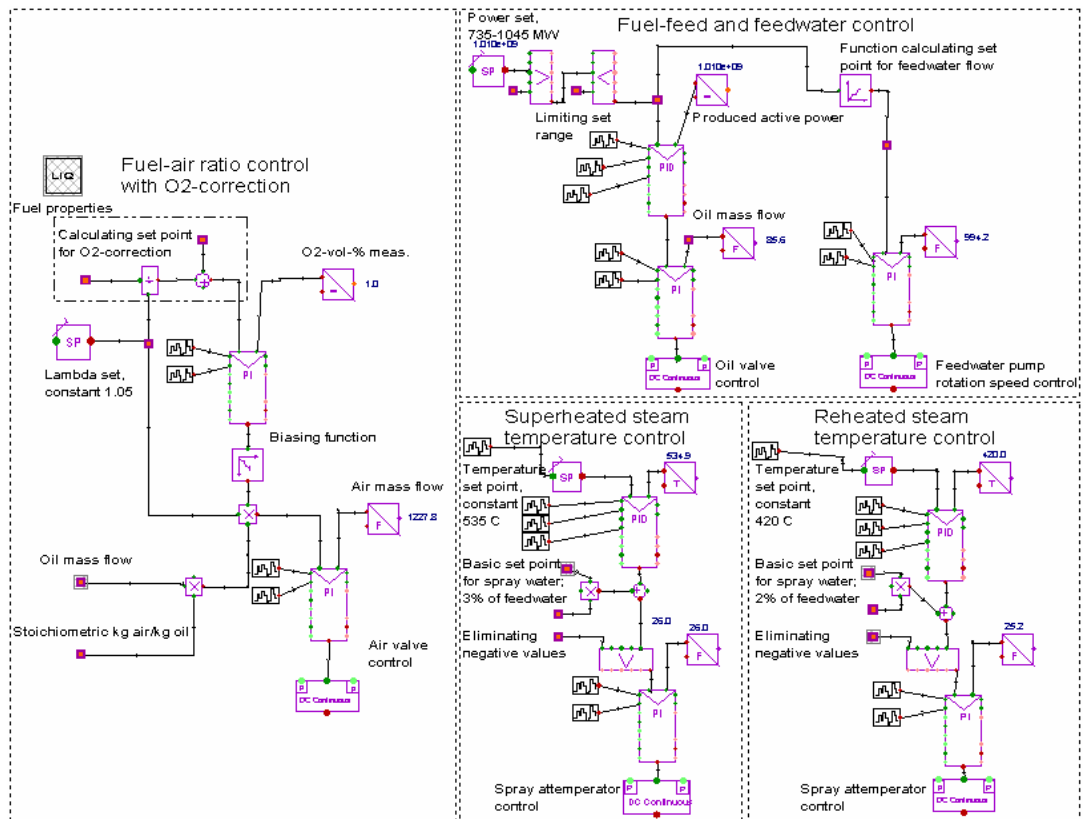 Fuel-air ratio control
with O2-correction
LIQ
Fuel properties
Calculating set point
for O2-correction
O2-vol-% meas.
1.0
SP
Lambda set,
constant 1.05
PI
Biasing function
Air mass flow
F
1227.8
Oil mass flow
PI
Stoichiometric kg air/kg oil
Air valve
control
P
P
DC Continuous
Power set,
735-1045 MW
Fuel-feed and feedwater control
1.010e+09
SP
1.010e+09
Function calculating set
point for feedwater flow
Limiting set
range
Produced active power
PID
Oil mass flow
F
85.6
F
994.2
PI
PI
P
P
DC Continuous
P
P
DC Continuous
Oil valve
control
Feedwater pump
rotation speed control
Superheated steam
temperature control
534.9
Temperature
set point,
constant
535 C
SP
T
PID
Basic set point
for spray water;
3% of feedwater
26.0
26.0
Eliminating
negative values
F
PI
Spray attemperator
control
P
P
DC Continuous
Reheated steam
temperature control
420.0
Temperature
set point,
constant
420 C
SP
T
PID
Basic set point
for spray water;
2% of feedwater
25.2
Eliminating
negative values
F
PI
Spray attemperator
control
P
P
DC Continuous